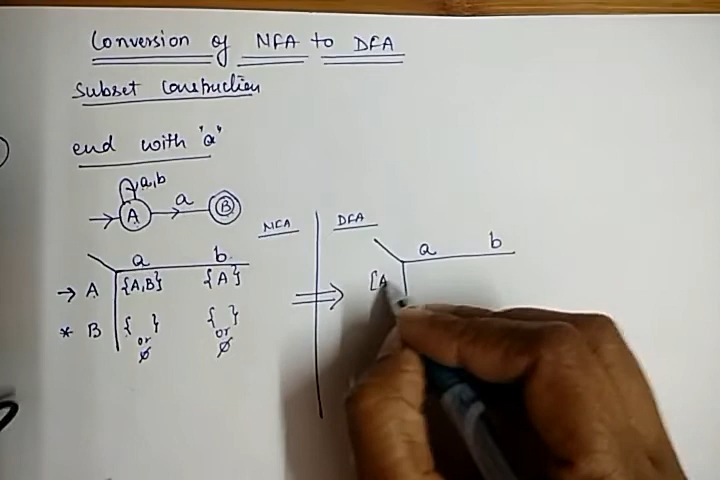 Conversion of NFA to DFA
Subset Construction
end with "a"
a,b
A a B
NFA DFA
a b
→ A {A,B} {A}
* B { } { }
or or
ø ø
a b
[A